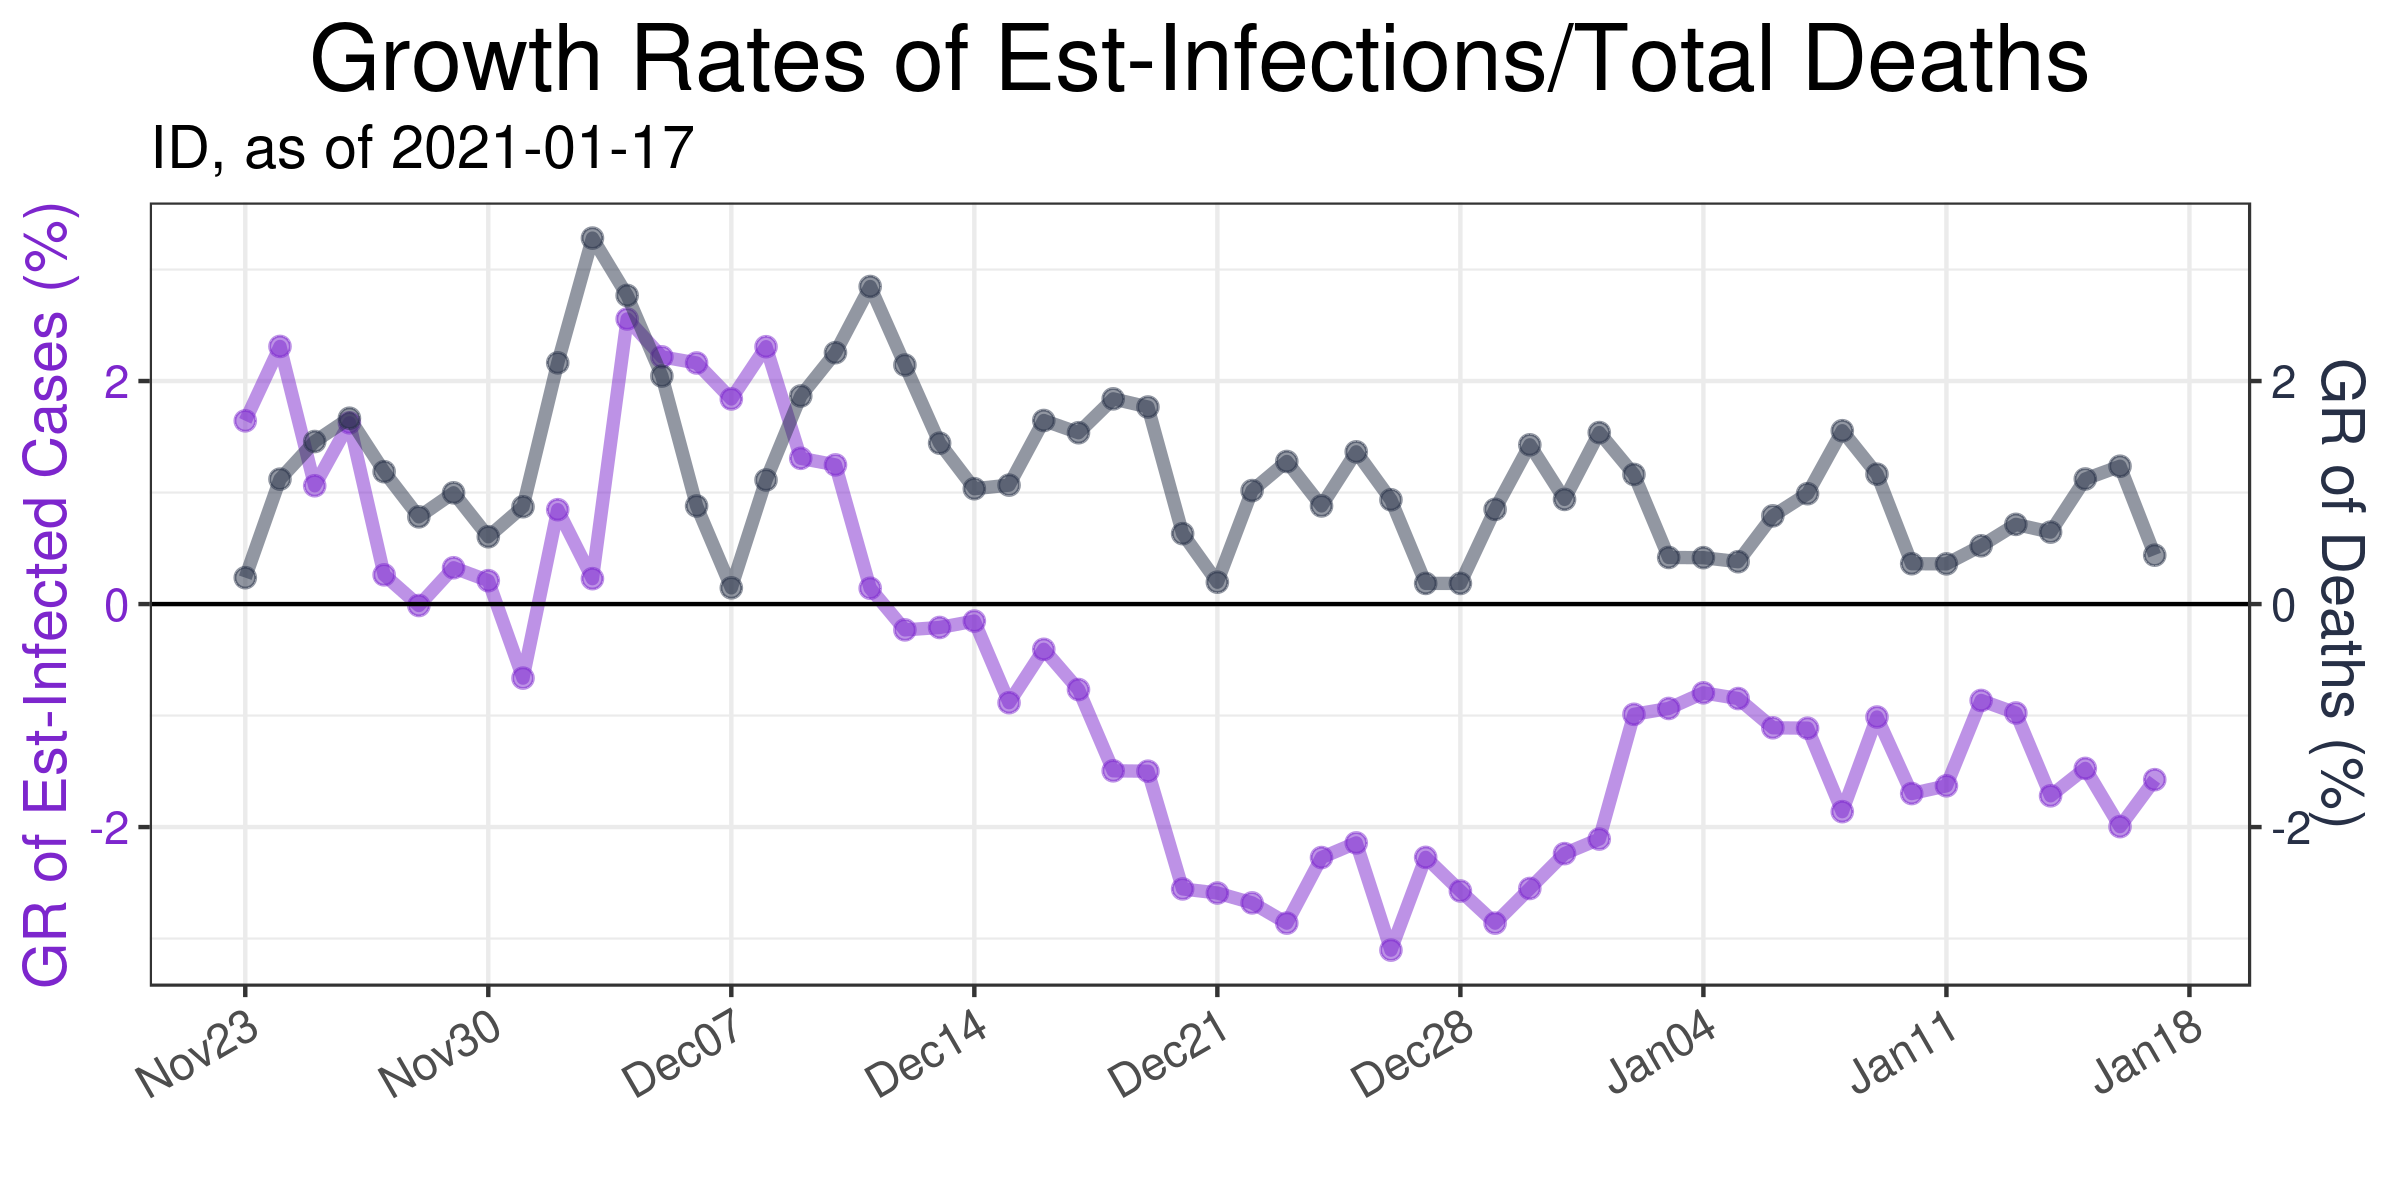 Growth Rates of Est-Infections/Total Deaths
ID, as of 2021-01-17
GR of Est-Infected Cases (%)
2
0
-2
2
0
-2
GR of Deaths (%)
Nov23
Nov30
Dec07
Dec14
Dec21
Dec28
Jan04
Jan11
Jan18